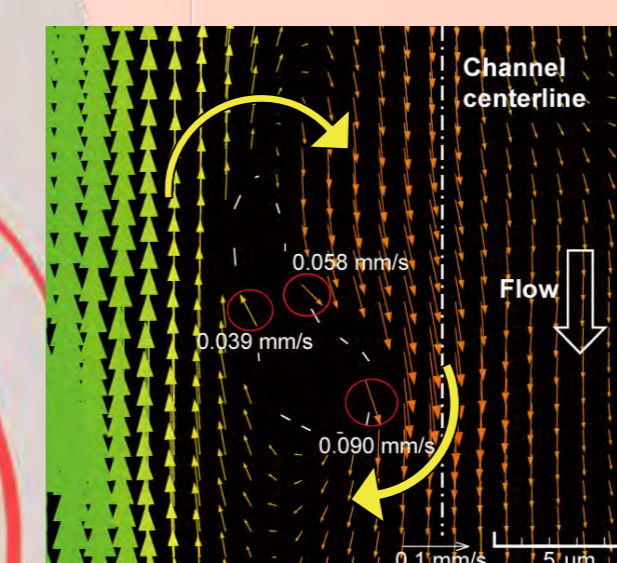 Channel
centerline
0.058 mm/s
Flow
0.039 mm/s
0.090 mm/s
0.1 mm/s
5 µm